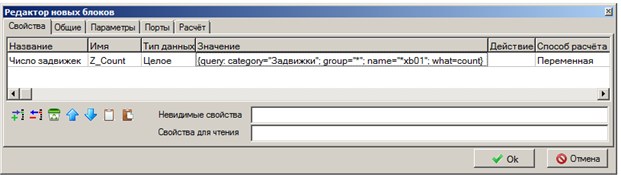 Редактор новых блоков
Свойства Общие Параметры Порты Расчёт
Название Имя Тип данных Значение Действие Способ расчёта
Число задвижек Z_Count Целое {query: category="Задвижки"; group="*"; name="*xb01"; what=count} Переменная
Невидимые свойства
Свойства для чтения
Ok Отмена